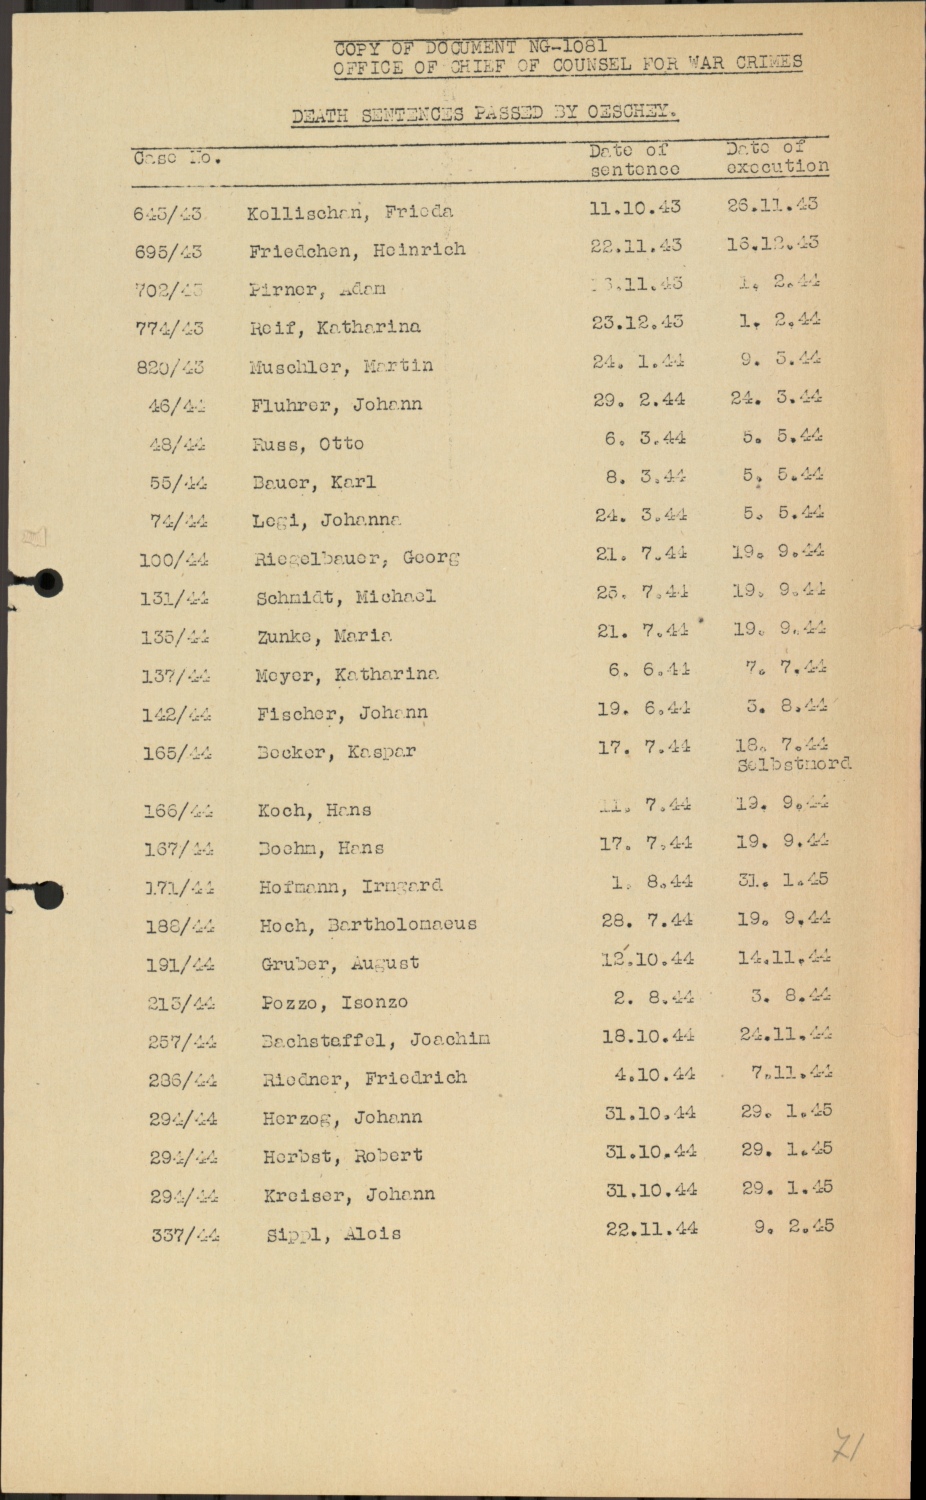 COPY OF DOCUMENT NG-1081
OFFICE OF CHIEF OF COUNSEL FOR WAR CRIMES
DEATH SENTENCES PASSED BY OESCHEY.
Case No. Date of sentence Date of execution
645/43 Kollischan, Frieda 11.10.43 26.11.43
695/43 Friedchen, Heinrich 22.11.43 16.12.43
702/43 Pirner, Adam .11.43 1. 2.44
774/43 Reif, Katharina 23.12.43 1. 2.44
820/43 Muschler, Martin 24. 1.44 9. 3.44
46/44 Fluhrer, Johann 29. 2.44 24. 3.44
48/44 Russ, Otto 6. 3.44 5. 5.44
55/44 Bauer, Karl 8. 3.44 5. 5.44
74/44 Legi, Johanna 24. 3.44 5. 5.44
100/44 Riegelbauer, Georg 21. 7.44 19. 9.44
131/44 Schmidt, Michael 25. 7.44 19. 9.44
135/44 Zunke, Maria 21. 7.44 19. 9.44
137/44 Meyer, Katharina 6. 6.44 7. 7.44
142/44 Fischer, Johann 19. 6.44 3. 8.44
165/44 Becker, Kaspar 17. 7.44 18. 7.44
Selbstmord
166/44 Koch, Hans 11. 7.44 19. 9.44
167/44 Boehm, Hans 17. 7.44 19. 9.44
171/44 Hofmann, Irmgard 1. 8.44 31. 1.45
188/44 Hoch, Bartholomaeus 28. 7.44 19. 9.44
191/44 Gruber, August 12.10.44 14.11.44
213/44 Pozzo, Isonzo 2. 8.44 3. 8.44
257/44 Bachstaffel, Joachim 18.10.44 24.11.44
286/44 Riedner, Friedrich 4.10.44 7.11.44
294/44 Herzog, Johann 31.10.44 29. 1.45
294/44 Herbst, Robert 31.10.44 29. 1.45
294/44 Kreiser, Johann 31.10.44 29. 1.45
337/44 Sippl, Alois 22.11.44 9. 2.45
71